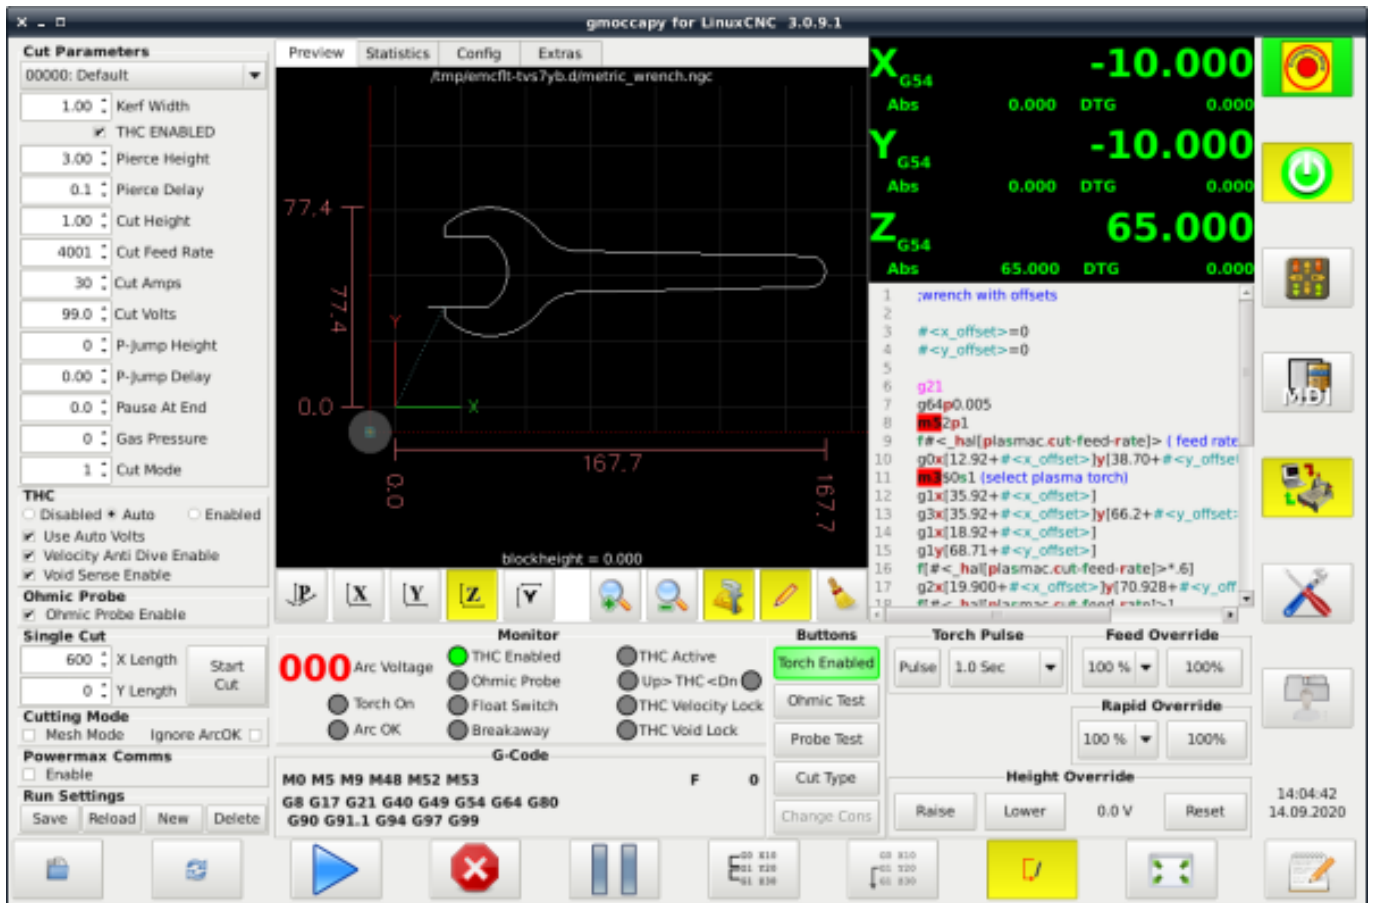 gmoccapy for LinuxCNC 3.0.9.1
Cut Parameters
00000: Default
1.00 Kerf Width
THC ENABLED
3.00 Pierce Height
0.1 Pierce Delay
1.00 Cut Height
4001 Cut Feed Rate
30 Cut Amps
99.0 Cut Volts
0 P-Jump Height
0.00 P-Jump Delay
0.0 Pause At End
0 Gas Pressure
1 Cut Mode
THC
Disabled Auto Enabled
Use Auto Volts
Velocity Anti Dive Enable
Void Sense Enable
Ohmic Probe
Ohmic Probe Enable
Single Cut
600 X Length
0 Y Length
Start
Cut
Cutting Mode
Mesh Mode Ignore ArcOK
Powermax Comms
Enable
Run Settings
Save Reload New Delete
Preview Statistics Config Extras
/tmp/emcflt-tvs7yb.d/metric_wrench.ngc
77.4
77.4
Y
0.0
X
167.7
0.0
167.7
blockheight = 0.000
P X Y Z Y
X G54 -10.000
Abs 0.000 DTG 0.000
Y G54 -10.000
Abs 0.000 DTG 0.000
Z G54 65.000
Abs 65.000 DTG 0.000
1 ;wrench with offsets
2
3 #<x_offset>=0
4 #<y_offset>=0
5
6 g21
7 g64p0.005
8 m52p1
9 f#<_hal[plasmac.cut-feed-rate]> ( feed rate
10 g0x[12.92+#<x_offset>]y[38.70+#<y_offse
11 m3$0s1 (select plasma torch)
12 g1x[35.92+#<x_offset>]
13 g3x[35.92+#<x_offset>]y[66.2+#<y_offset>
14 g1x[18.92+#<x_offset>]
15 g1y[68.71+#<y_offset>]
16 f[#<_hal[plasmac.cut-feed-rate]>*.6]
17 g2x[19.900+#<x_offset>]y[70.928+#<y_off
18 f[#<_hal[plasmac.cut-feed-rate]>]
MDI
Monitor
000 Arc Voltage
Torch On
Arc OK
THC Enabled
Ohmic Probe
Float Switch
Breakaway
THC Active
Up> THC <Dn
THC Velocity Lock
THC Void Lock
G-Code
M0 M5 M9 M48 M52 M53 F 0
G8 G17 G21 G40 G49 G54 G64 G80
G90 G91.1 G94 G97 G99
Buttons
Torch Enabled
Ohmic Test
Probe Test
Cut Type
Change Cons
Torch Pulse
Pulse 1.0 Sec
Feed Override
100 % 100%
Rapid Override
100 % 100%
Height Override
Raise Lower 0.0 V Reset
14:04:42
14.09.2020